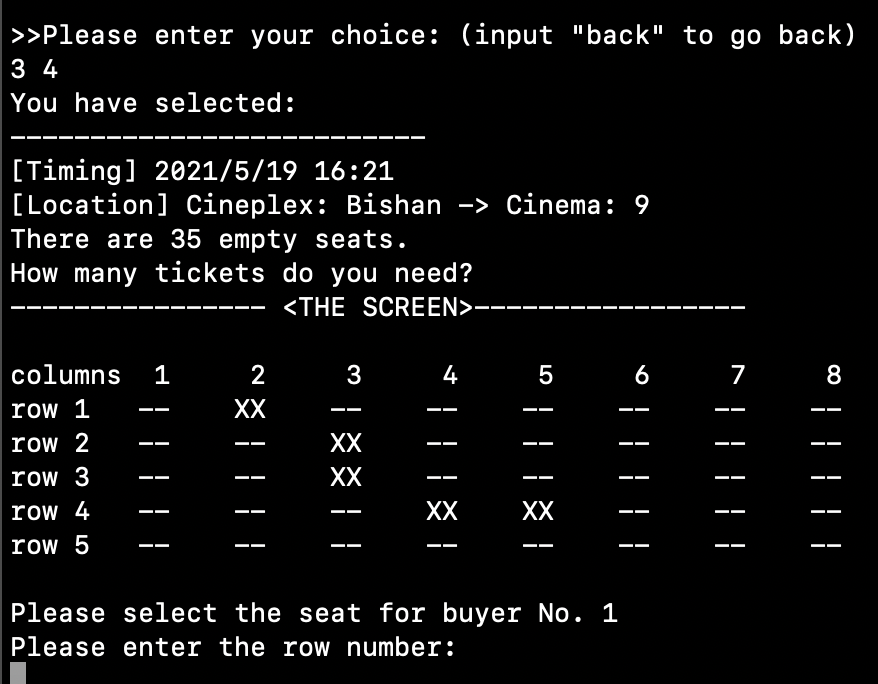 >>Please enter your choice: (input "back" to go back)
3 4
You have selected:
--------------------------
[Timing] 2021/5/19 16:21
[Location] Cineplex: Bishan -> Cinema: 9
There are 35 empty seats.
How many tickets do you need?
---------------- <THE SCREEN>-----------------

columns  1     2     3     4     5     6     7     8
row 1   --    XX    --    --    --    --    --    --
row 2   --    --    XX    --    --    --    --    --
row 3   --    --    XX    --    --    --    --    --
row 4   --    --    --    XX    XX    --    --    --
row 5   --    --    --    --    --    --    --    --

Please select the seat for buyer No. 1
Please enter the row number: